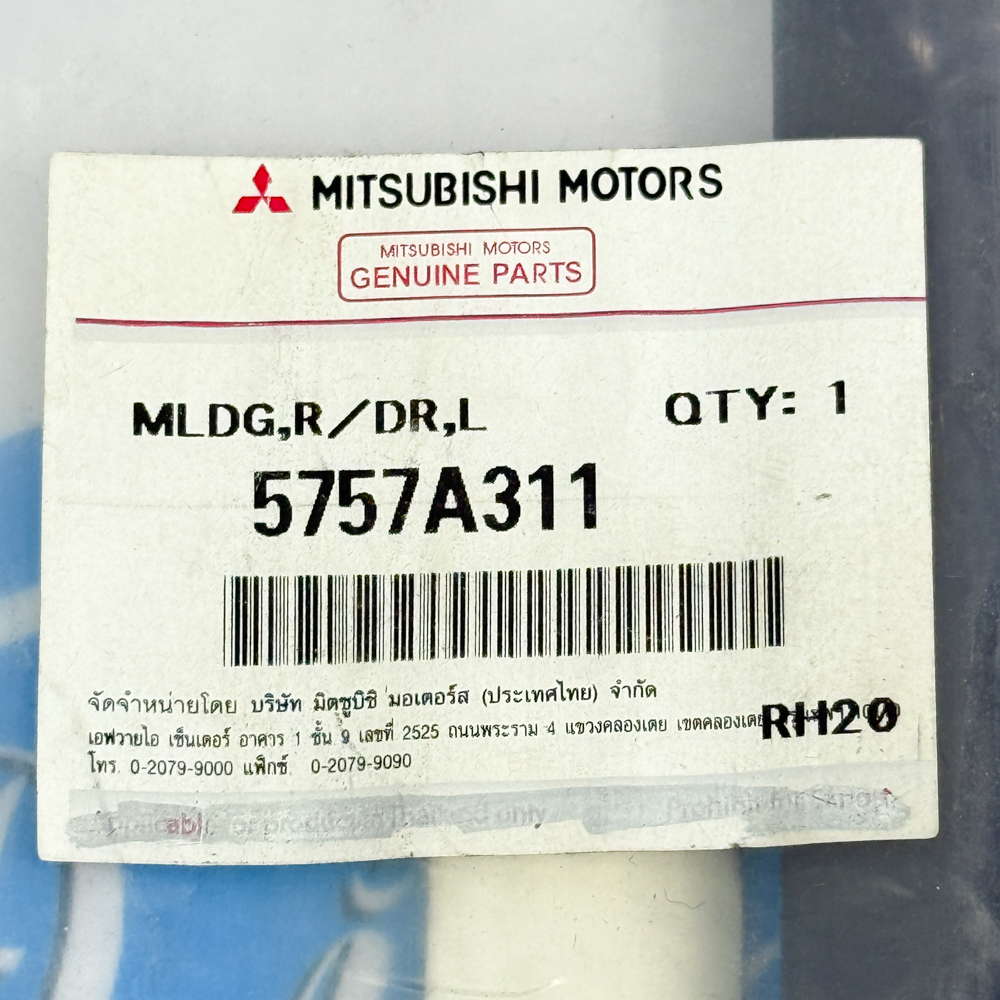 MITSUBISHI MOTORS
MITSUBISHI MOTORS
GENUINE PARTS
MLDG,R/DR,L QTY: 1
5757A311
จัดจำหน่ายโดย บริษัท มิตซูบิชิ มอเตอร์ส (ประเทศไทย) จำกัด
เอฟวายไอ เซ็นเตอร์ อาคาร 1 ชั้น 9 เลขที่ 2525 ถนนพระราม 4 แขวงคลองเตย เขตคลองเตย
RH20
โทร. 0-2079-9000 แฟ็กซ์. 0-2079-9090
Thailand only